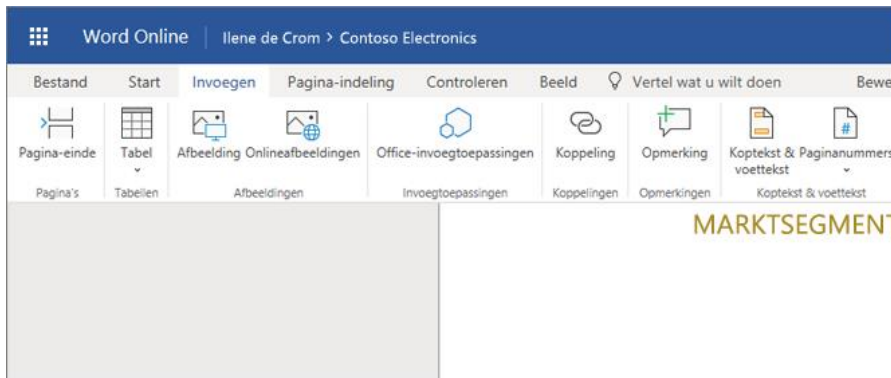 Word Online Ilene de Crom > Contoso Electronics
Bestand Start Invoegen Pagina-indeling Controleren Beeld Vertel wat u wilt doen Bewe
Pagina-einde Tabel Afbeelding Onlineafbeeldingen Office-invoegtoepassingen Koppeling Opmerking Koptekst & Paginanummers
voettekst
Pagina's Tabellen Afbeeldingen Invoegtoepassingen Koppelingen Opmerkingen Koptekst & voettekst
MARKTSEGMENT